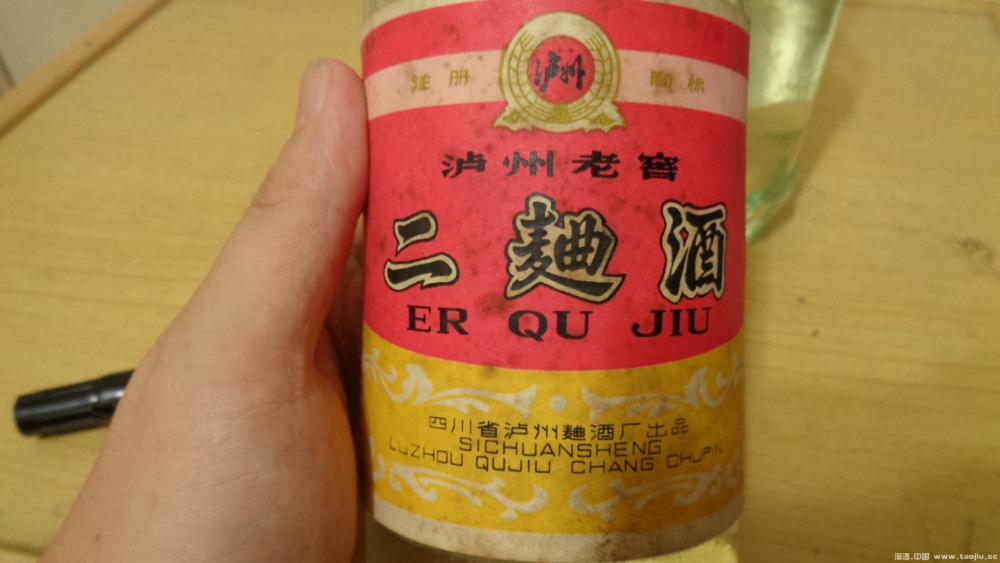 泸州
注册 商标
泸州老窖
二麯酒
ER QU JIU
四川省泸州麯酒厂出品
SICHUANSHENG
LUZHOU QUJIU CHANG CHUPIN
淘酒.中国 www.taojiu.cc